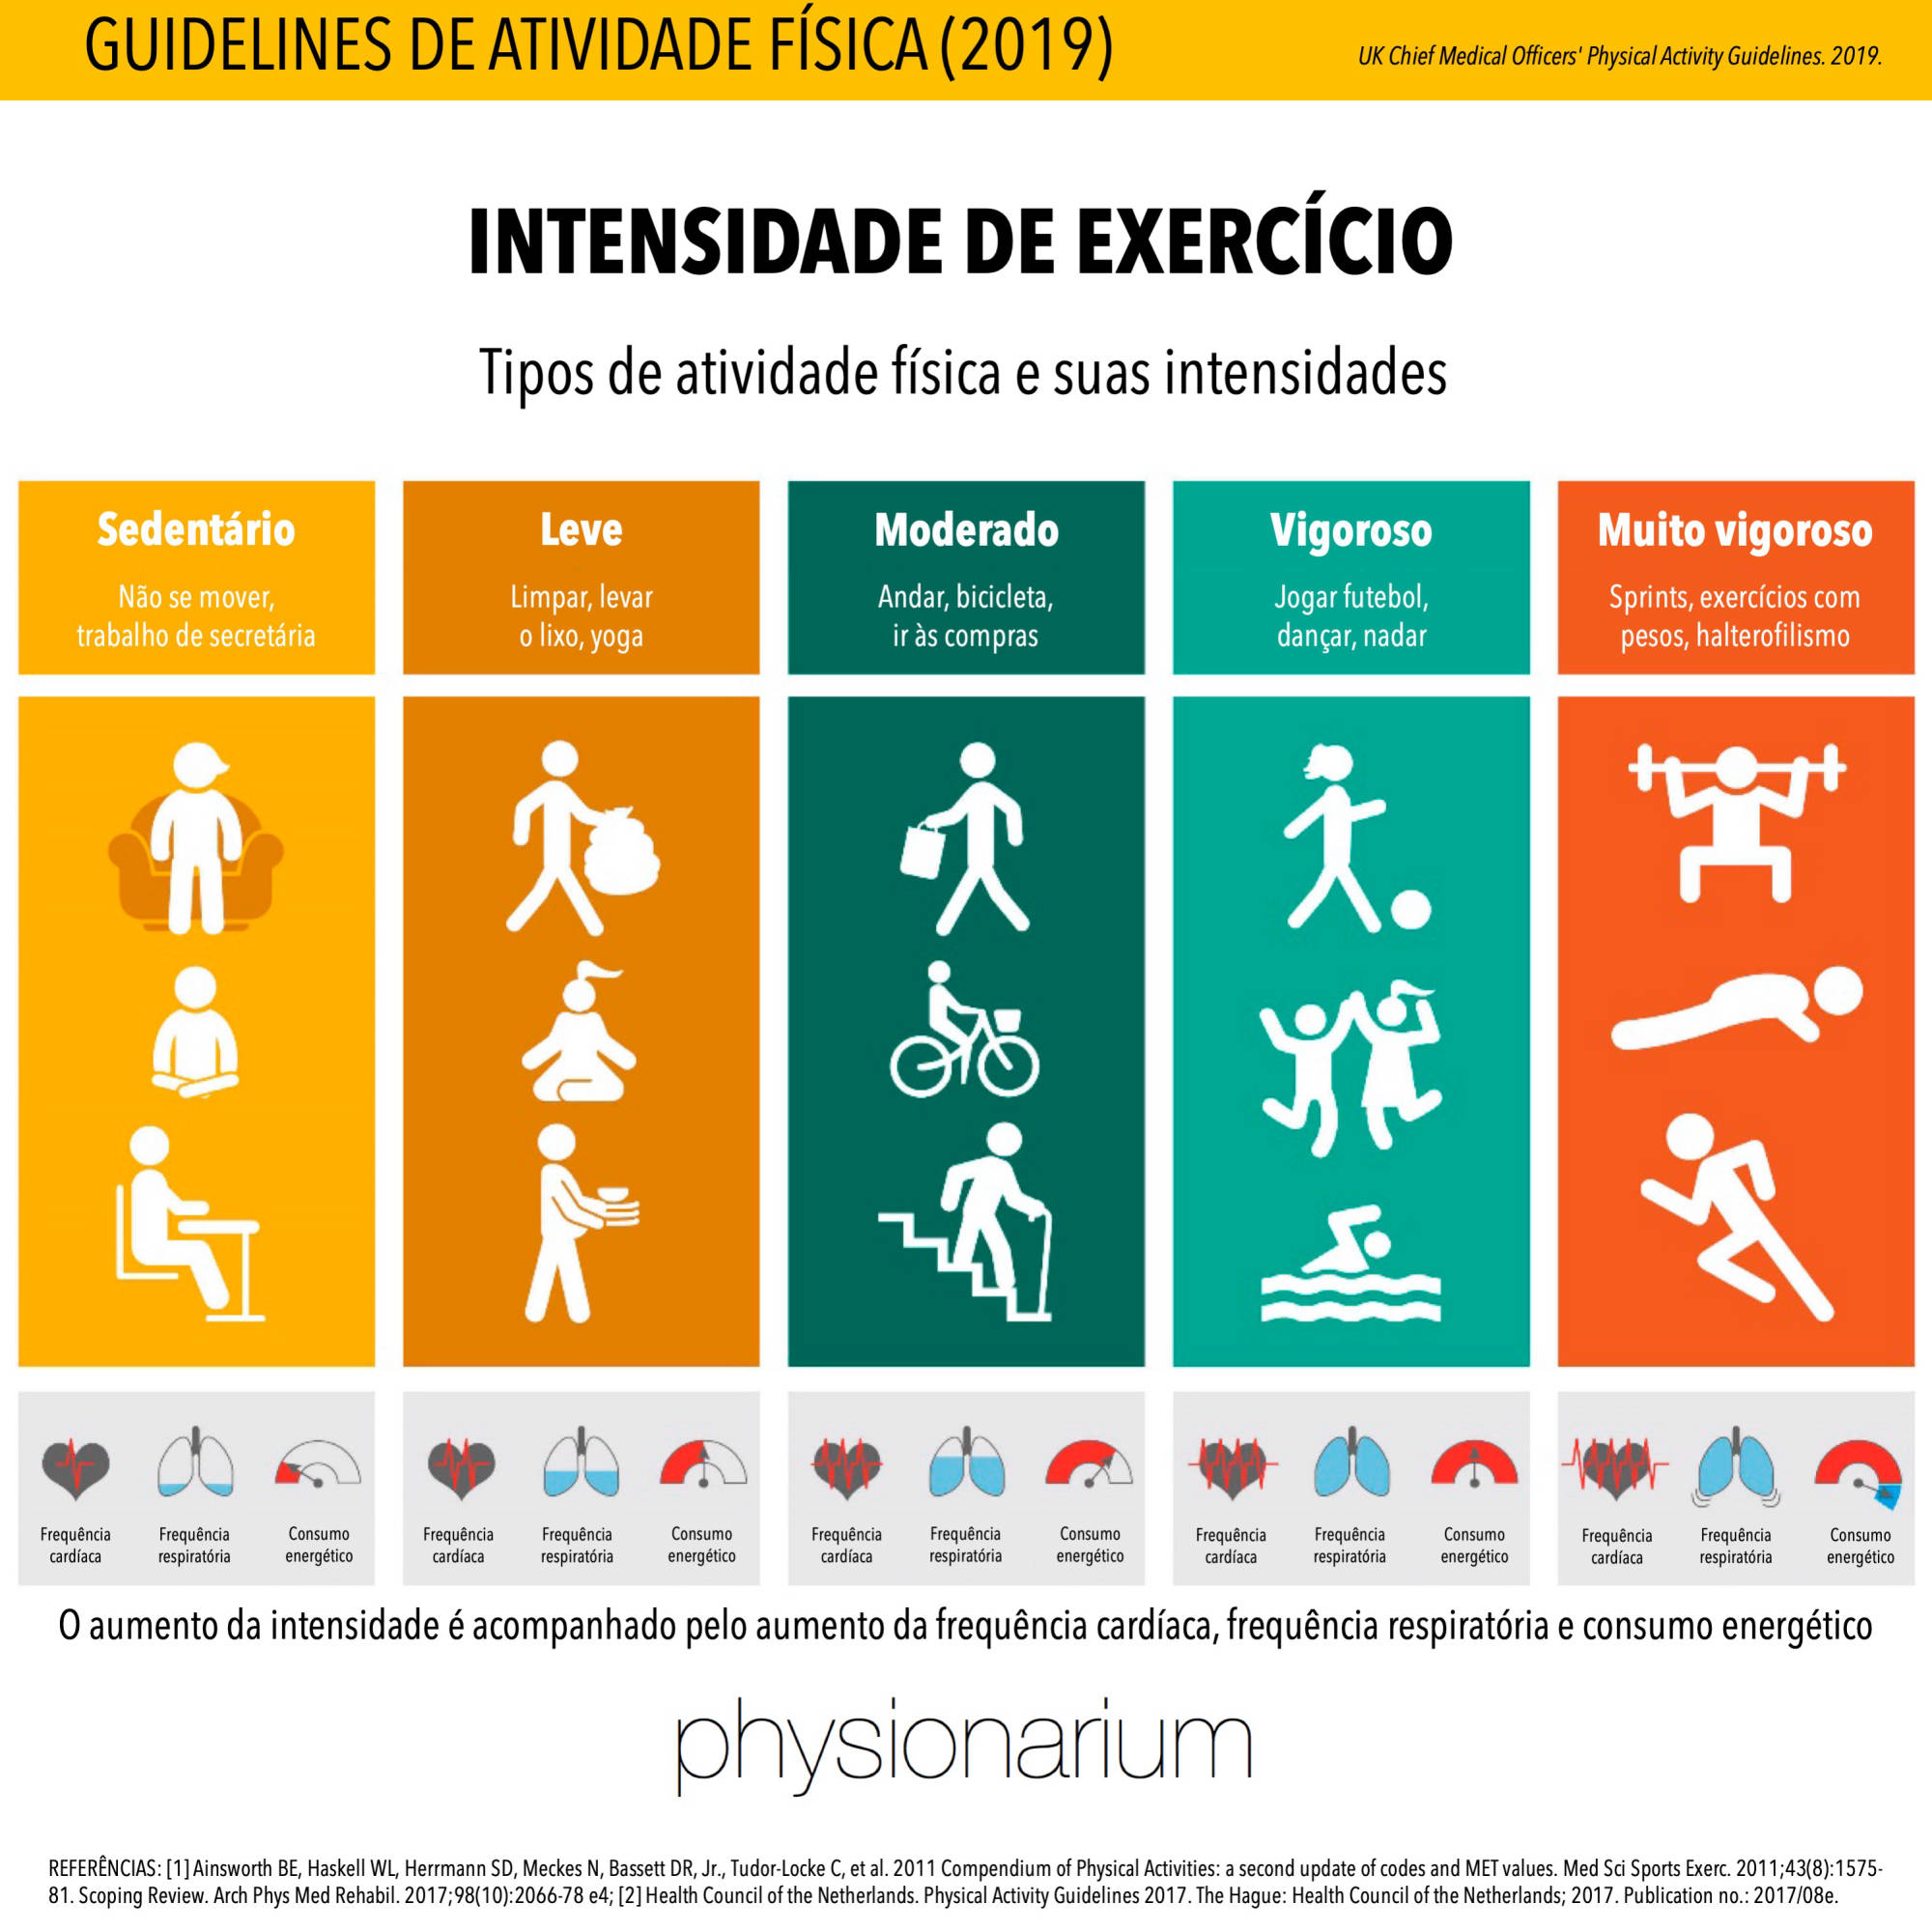 GUIDELINES DE ATIVIDADE FÍSICA (2019)
UK Chief Medical Officers' Physical Activity Guidelines. 2019.
INTENSIDADE DE EXERCÍCIO
Tipos de atividade física e suas intensidades
Sedentário
Não se mover,
trabalho de secretária
Leve
Limpar, levar
o lixo, yoga
Moderado
Andar, bicicleta,
ir às compras
Vigoroso
Jogar futebol,
dançar, nadar
Muito vigoroso
Sprints, exercícios com
pesos, halterofilismo
Frequência
cardíaca
Frequência
respiratória
Consumo
energético
Frequência
cardíaca
Frequência
respiratória
Consumo
energético
Frequência
cardíaca
Frequência
respiratória
Consumo
energético
Frequência
cardíaca
Frequência
respiratória
Consumo
energético
Frequência
cardíaca
Frequência
respiratória
Consumo
energético
O aumento da intensidade é acompanhado pelo aumento da frequência cardíaca, frequência respiratória e consumo energético
physionarium
REFERÊNCIAS: [1] Ainsworth BE, Haskell WL, Herrmann SD, Meckes N, Bassett DR, Jr., Tudor-Locke C, et al. 2011 Compendium of Physical Activities: a second update of codes and MET values. Med Sci Sports Exerc. 2011;43(8):1575-
81. Scoping Review. Arch Phys Med Rehabil. 2017;98(10):2066-78 e4; [2] Health Council of the Netherlands. Physical Activity Guidelines 2017. The Hague: Health Council of the Netherlands; 2017. Publication no.: 2017/08e.